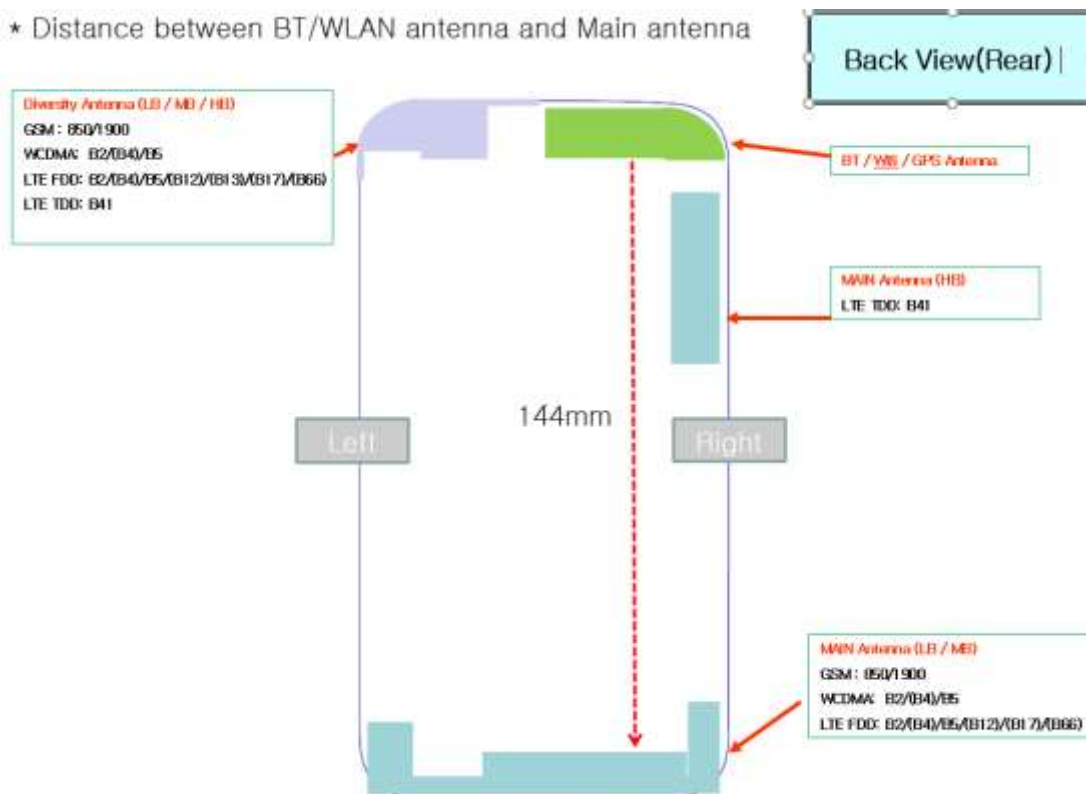 * Distance between BT/WLAN antenna and Main antenna
Back View(Rear)
Diversity Antenna (LB / MB / HB)
GSM : 850/1900
WCDMA: B2/(B4)/B5
LTE FDD: B2/(B4)/B5/(B12)/(B13)/(B17)/(B66)
LTE TDD: B41
BT / Wifi / GPS Antenna
MAIN Antenna (HB)
LTE TDD: B41
144mm
Left
Right
MAIN Antenna (LB / MB)
GSM : 850/1900
WCDMA: B2/(B4)/B5
LTE FDD: B2/(B4)/B5/(B12)/(B17)/(B66)